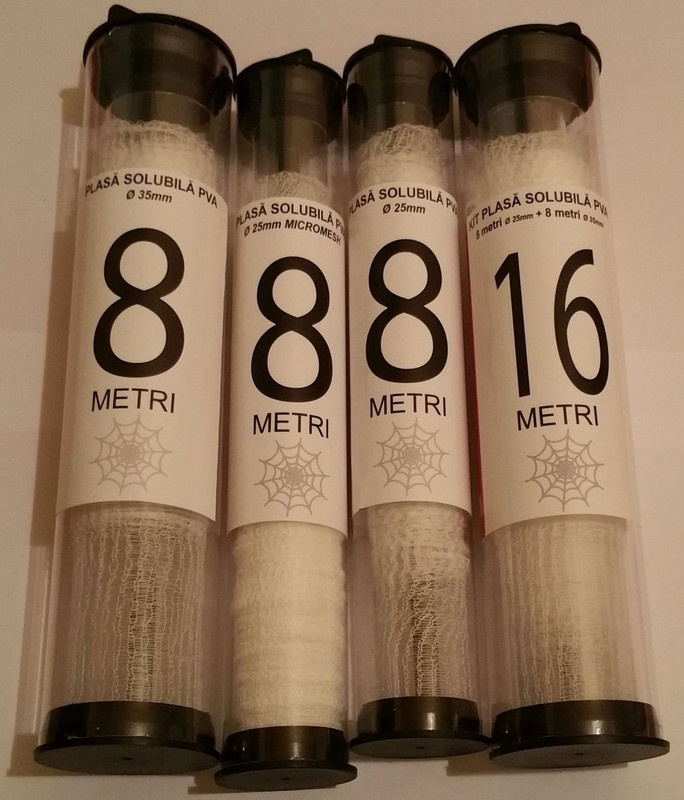 PLASĂ SOLUBILĂ PVA
Ø 35mm
8
METRI
PLASĂ SOLUBILĂ PV
Ø 25mm MICROMESH
8
METRI
PLASĂ SOLUBILĂ PVA
Ø 25mm
8
METRI
KIT PLASĂ SOLUBILĂ PVA
8 metri Ø 25mm + 8 metri Ø 35mm
16
METRI